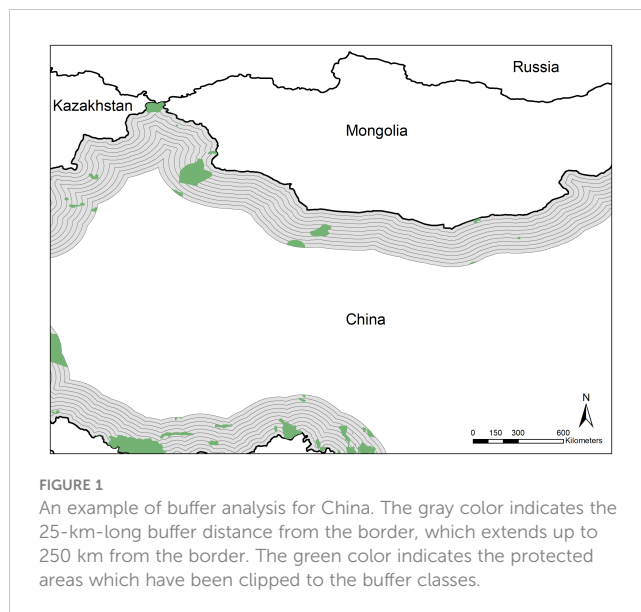 Russia
Kazakhstan
Mongolia
China
N
0 150 300 600
Kilometers
FIGURE 1
An example of buffer analysis for China. The gray color indicates the
25-km-long buffer distance from the border, which extends up to
250 km from the border. The green color indicates the protected
areas which have been clipped to the buffer classes.